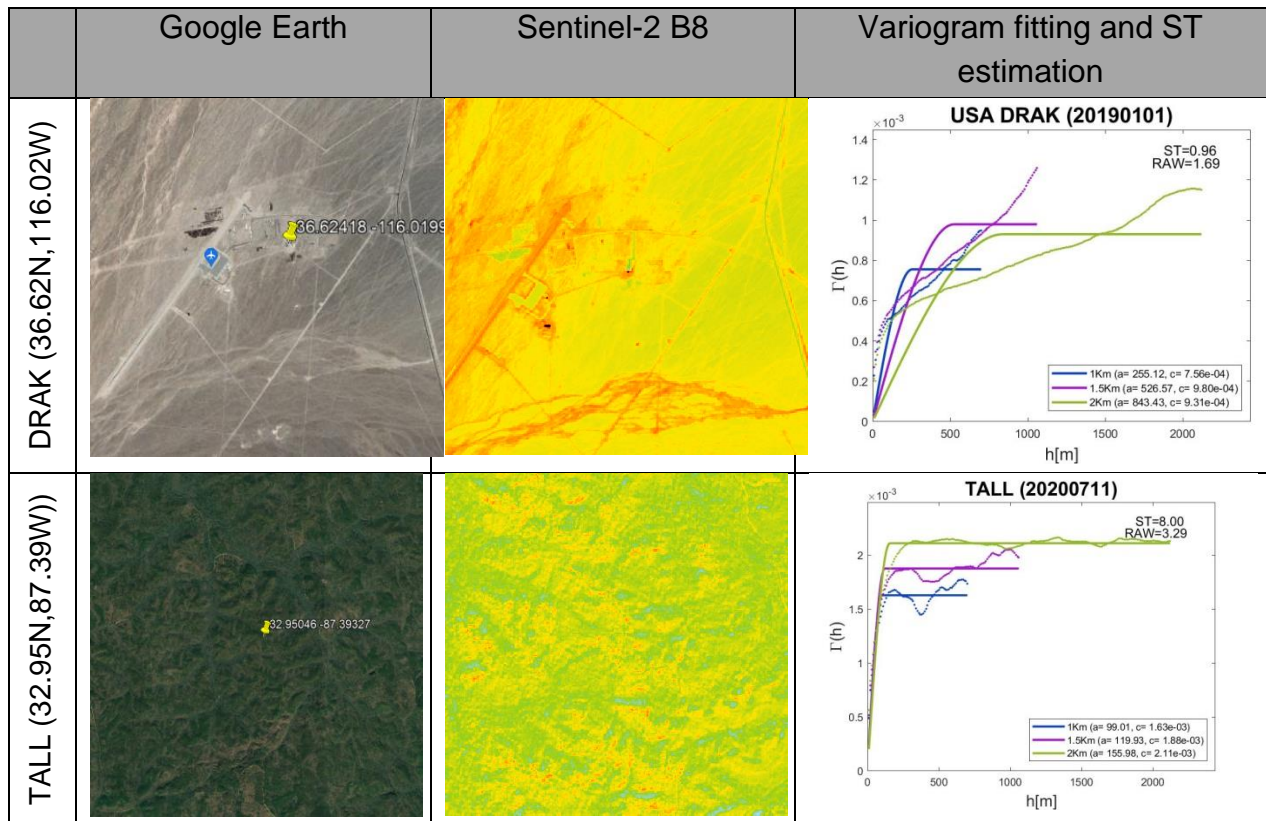 Google Earth
Sentinel-2 B8
Variogram fitting and ST
estimation
DRAK (36.62N,116.02W)
36.62418 -116.0199
USA DRAK (20190101)
×10⁻³
ST=0.96
RAW=1.69
1.4
1.2
1
0.8
0.6
0.4
0.2
0
Γ(h)
1Km (a= 255.12, c= 7.56e-04)
1.5Km (a= 526.57, c= 9.80e-04)
2Km (a= 843.43, c= 9.31e-04)
0 500 1000 1500 2000
h[m]
TALL (32.95N,87.39W))
32.95046 -87.39327
TALL (20200711)
×10⁻³
ST=8.00
RAW=3.29
2
1.5
1
0.5
0
Γ(h)
1Km (a= 99.01, c= 1.63e-03)
1.5Km (a= 119.93, c= 1.88e-03)
2Km (a= 155.98, c= 2.11e-03)
0 500 1000 1500 2000
h[m]